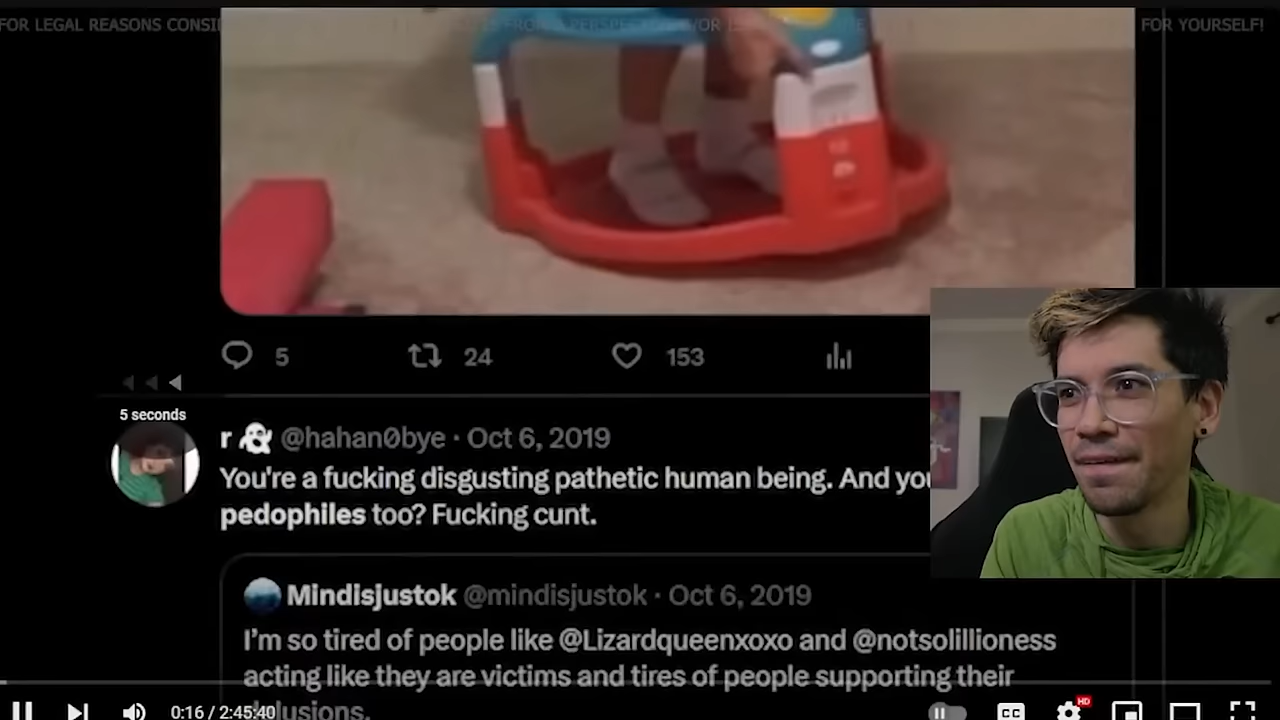 FOR LEGAL REASONS CONSI
FOR YOURSELF!
5 24 153
5 seconds
r @hahan0bye · Oct 6, 2019
You're a fucking disgusting pathetic human being. And you
pedophiles too? Fucking cunt.
Mindisjustok @mindisjustok · Oct 6, 2019
I'm so tired of people like @Lizardqueenxoxo and @notsolillioness
acting like they are victims and tires of people supporting their
0:16 / 2:45:40 CC HD